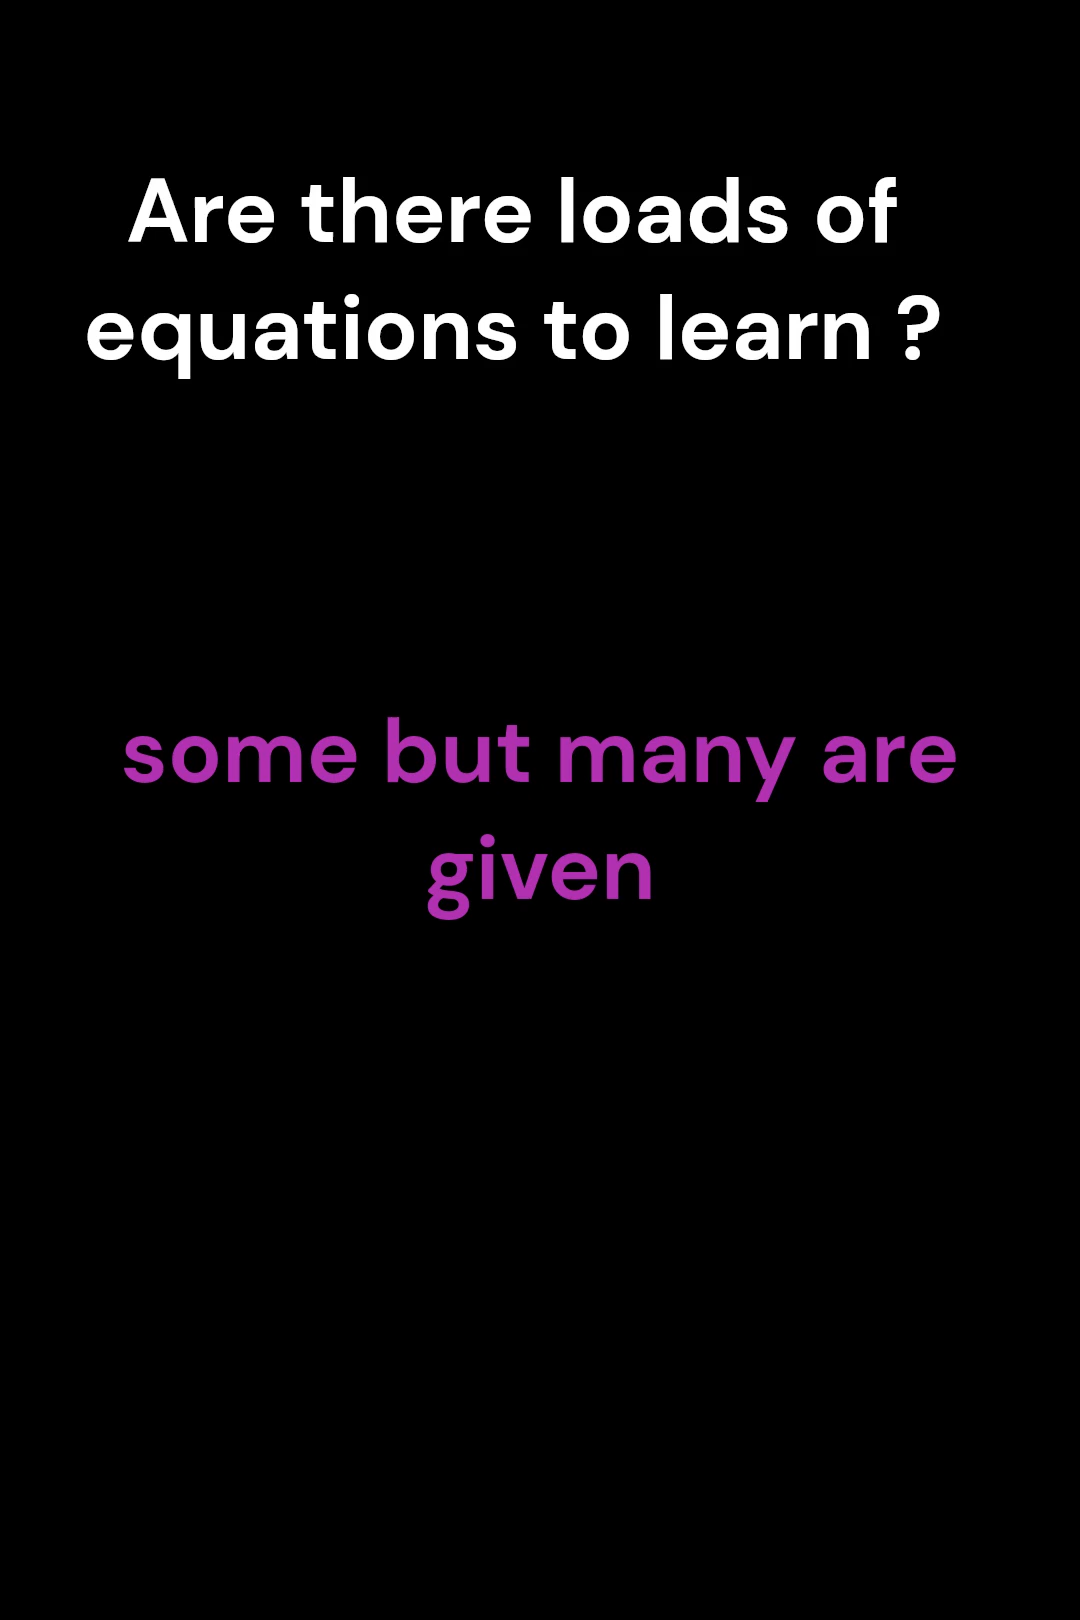 Are there loads of
equations to learn ?
some but many are
given